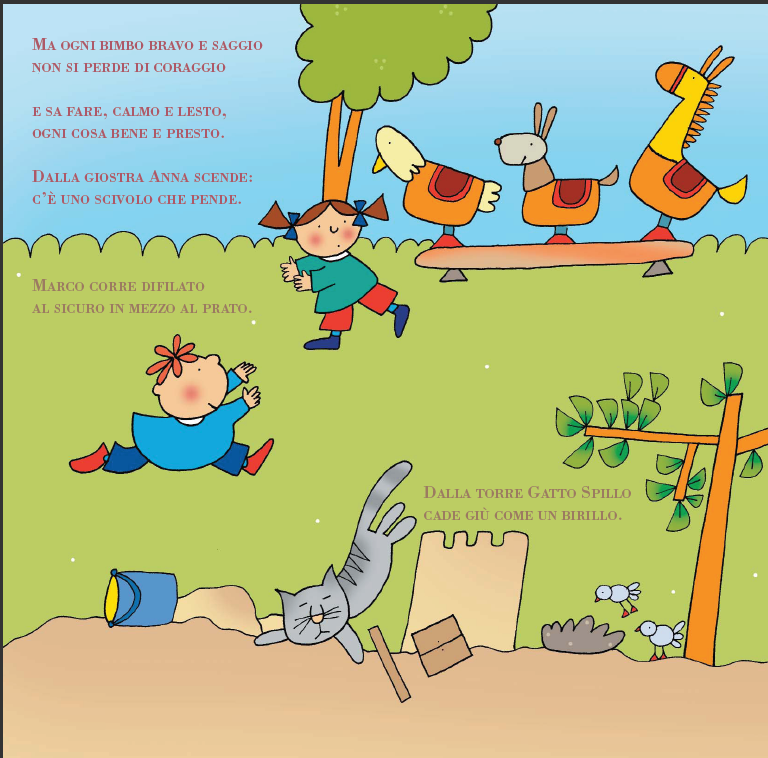 Ma ogni bimbo bravo e saggio
non si perde di coraggio
e sa fare, calmo e lesto,
ogni cosa bene e presto.
Dalla giostra Anna scende:
c'è uno scivolo che pende.
Marco corre difilato
al sicuro in mezzo al prato.
Dalla torre Gatto Spillo
cade giù come un birillo.